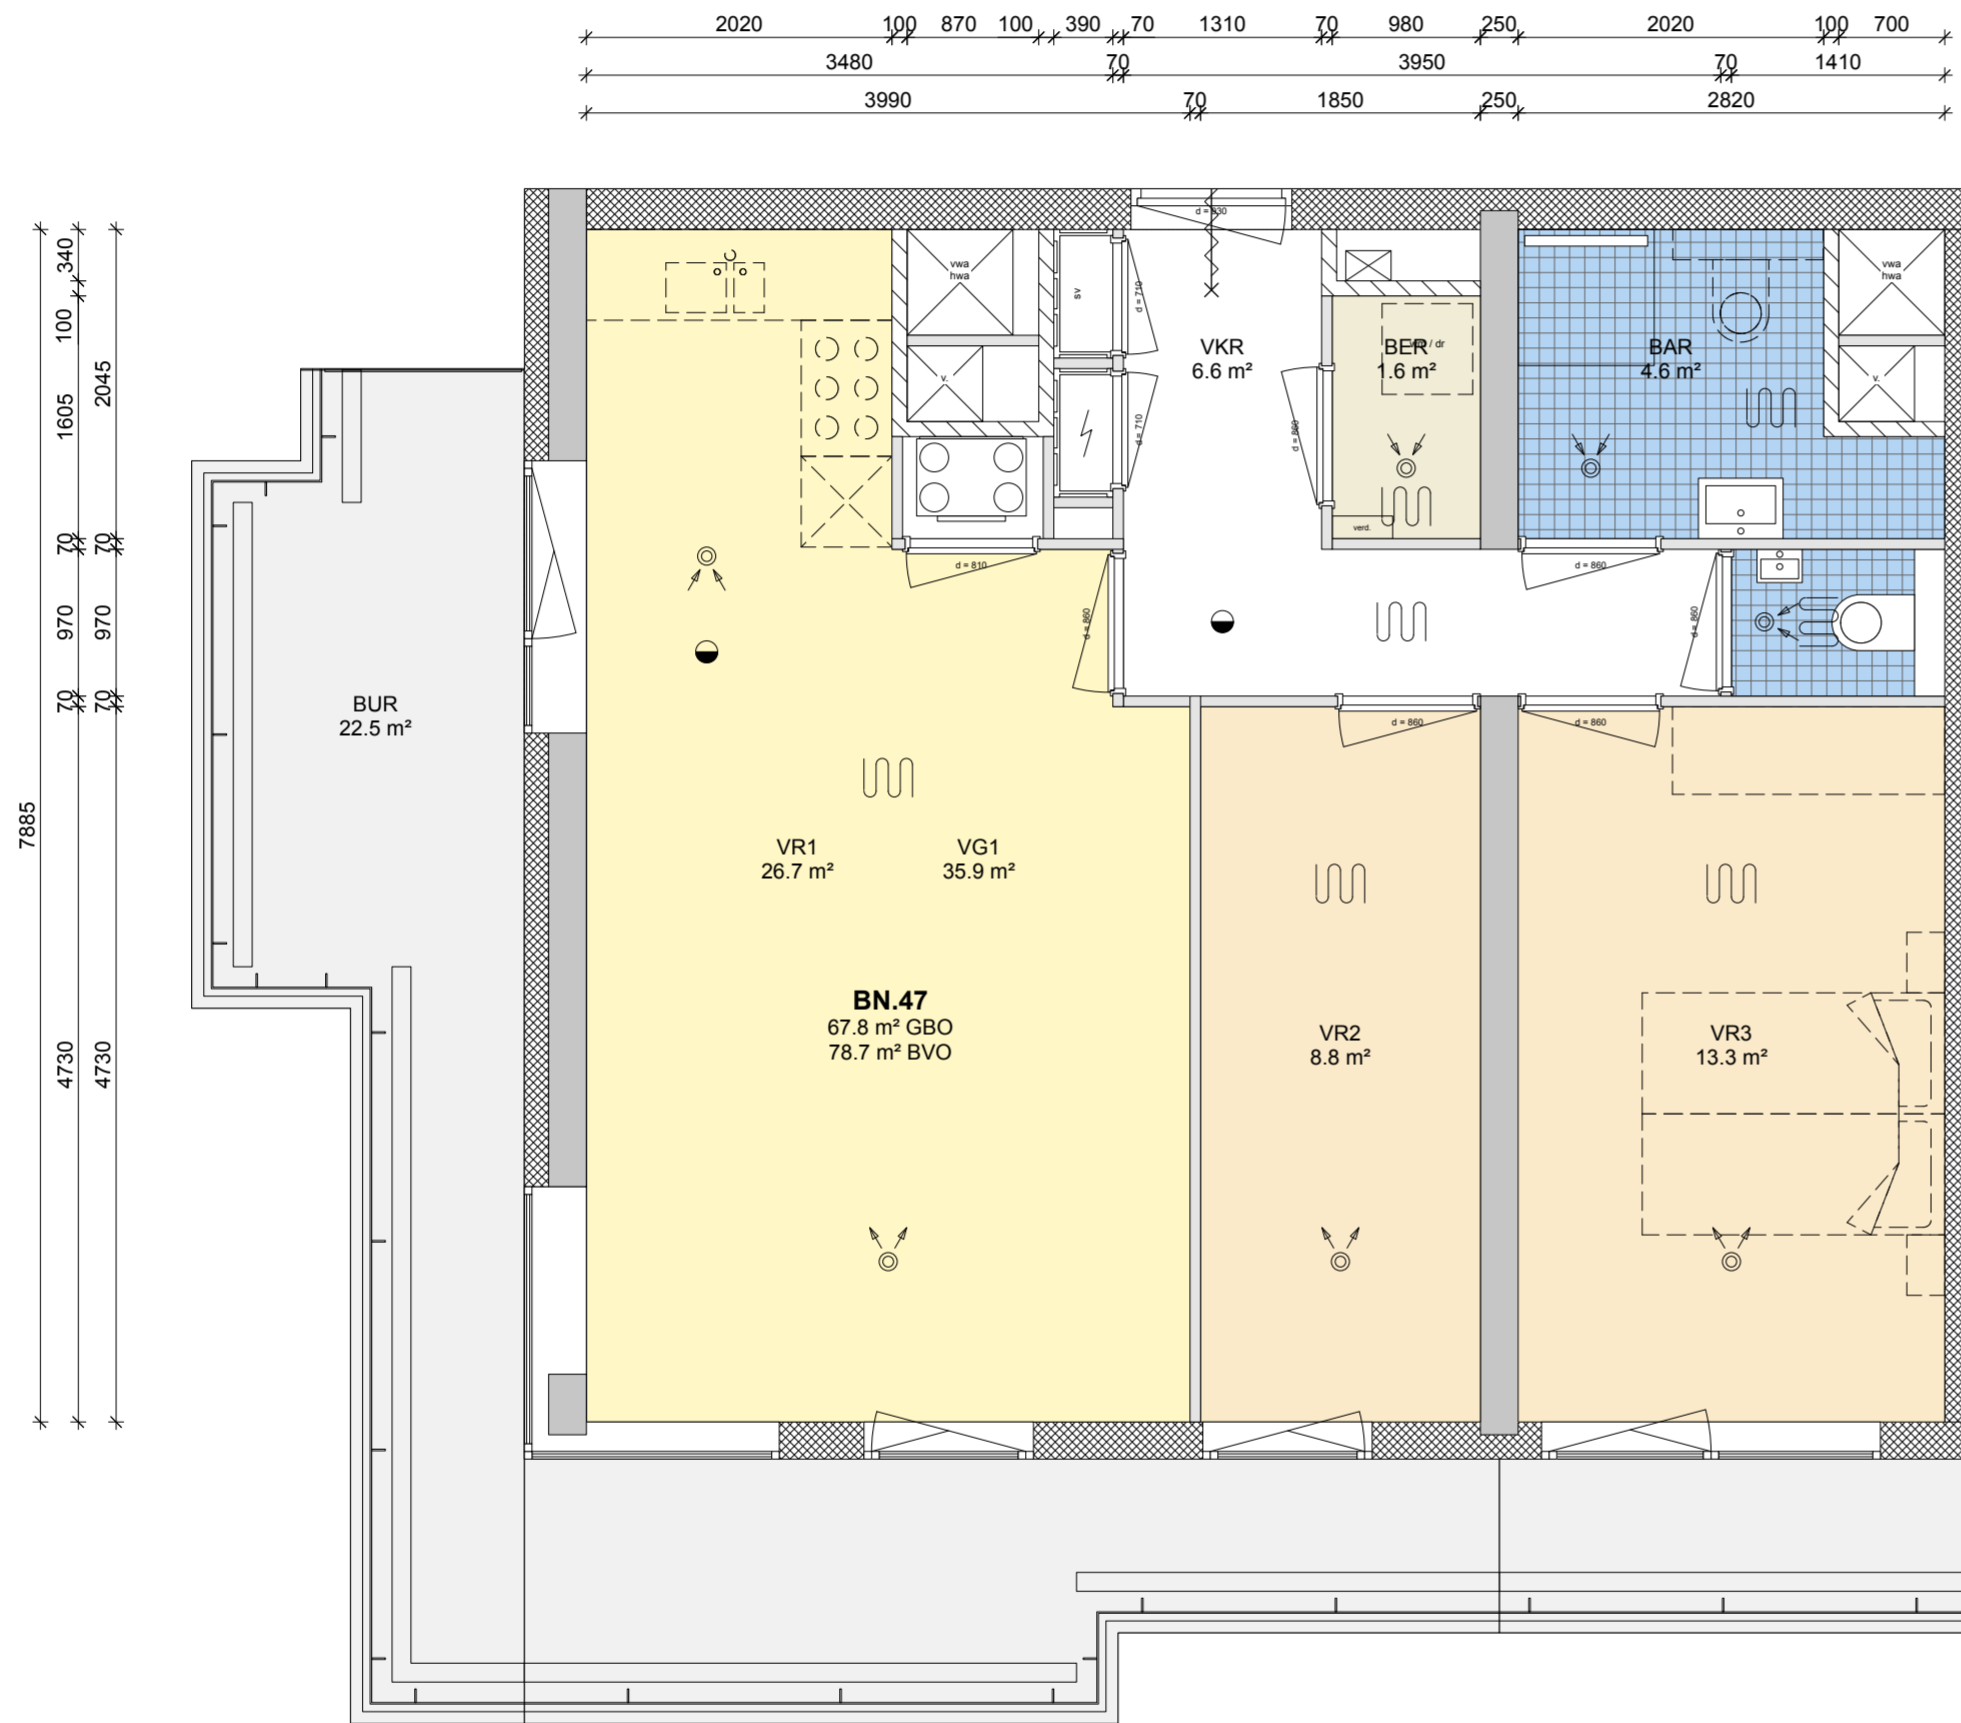 2020 100 870 100 390 70 1310 70 980 250 2020 100 700
3480 70 3950 70 1410
3990 70 1850 250 2820
7885
340 100 1605 70 970 70 4730
2045 70 970 70 4730
d = 930
vwa
hwa
sv
d = 710
VKR
6.6 m²
BER
1.6 m²
/ dr
BAR
4.6 m²
vwa
hwa
v.
v.
d = 710
d = 860
verd.
d = 810
d = 860
d = 860
d = 860
BUR
22.5 m²
d = 860
d = 860
VR1
26.7 m²
VG1
35.9 m²
BN.47
67.8 m² GBO
78.7 m² BVO
VR2
8.8 m²
VR3
13.3 m²